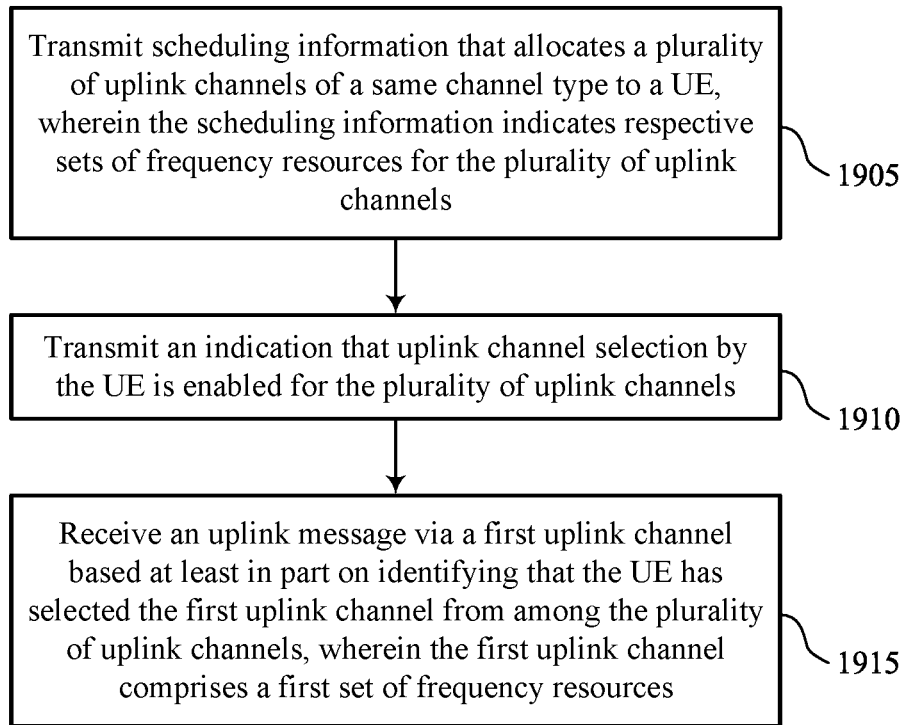 Transmit scheduling information that allocates a plurality
of uplink channels of a same channel type to a UE,
wherein the scheduling information indicates respective
sets of frequency resources for the plurality of uplink
channels
1905
Transmit an indication that uplink channel selection by
the UE is enabled for the plurality of uplink channels
1910
Receive an uplink message via a first uplink channel
based at least in part on identifying that the UE has
selected the first uplink channel from among the plurality
of uplink channels, wherein the first uplink channel
comprises a first set of frequency resources
1915